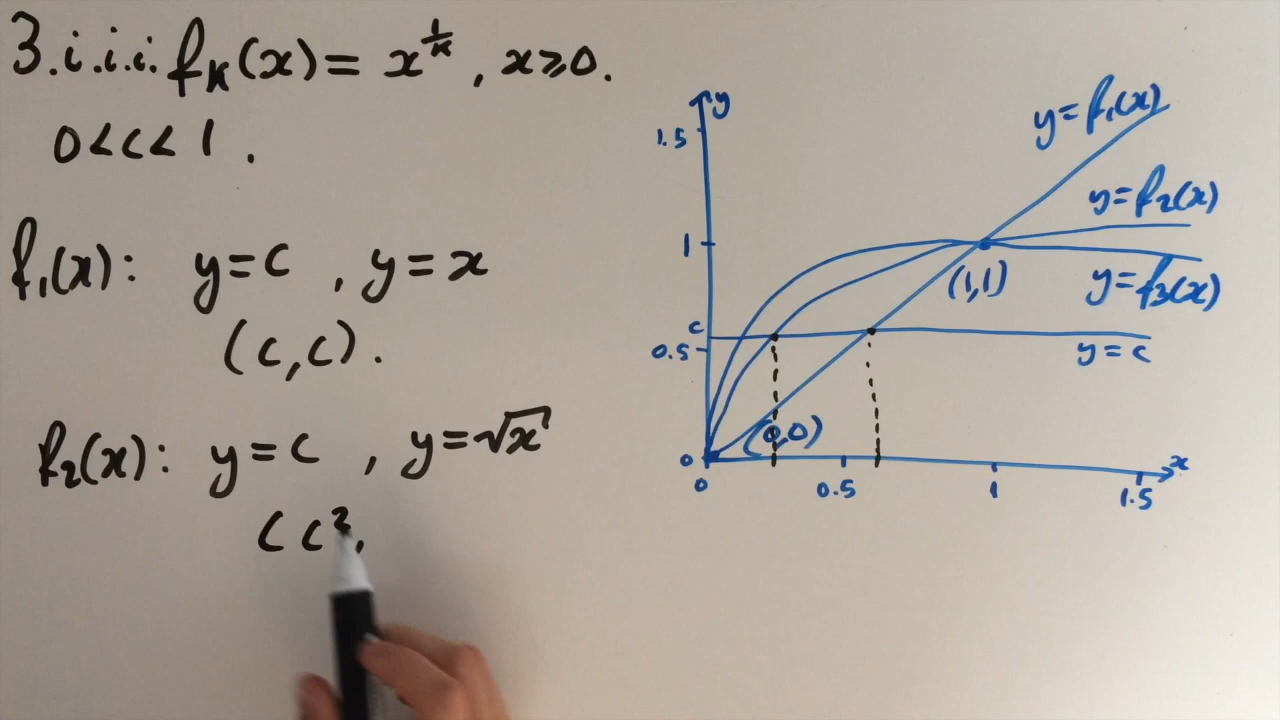 3.i.i.i. fₖ(x) = x^(1/k) , x ⩾ 0.
0 < c < 1 .
f₁(x): y = c , y = x
(c, c) .
f₂(x): y = c , y = √x
(c²,
y
1.5
1
c
0.5
0
0
0.5
1
1.5
x
y = f₁(x)
y = f₂(x)
(1,1)
y = f₃(x)
y = c
(0,0)